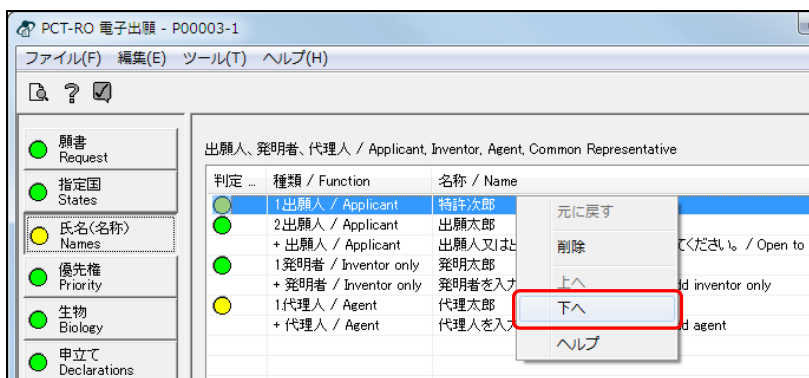 PCT-RO 電子出願 - P00003-1
ファイル(F) 編集(E) ツール(T) ヘルプ(H)
願書
Request
指定国
States
氏名(名称)
Names
優先権
Priority
生物
Biology
申立て
Declarations
出願人、発明者、代理人 / Applicant, Inventor, Agent, Common Representative
判定 ... 種類 / Function 名称 / Name
1出願人 / Applicant 特許次郎
2出願人 / Applicant 出願太郎
+ 出願人 / Applicant 出願人又は出 てください。 / Open to
1発明者 / Inventor only 発明太郎
+ 発明者 / Inventor only 発明者を入力 dd inventor only
1代理人 / Agent 代理太郎
+ 代理人 / Agent 代理人を入力 dd agent
元に戻す
削除
上へ
下へ
ヘルプ